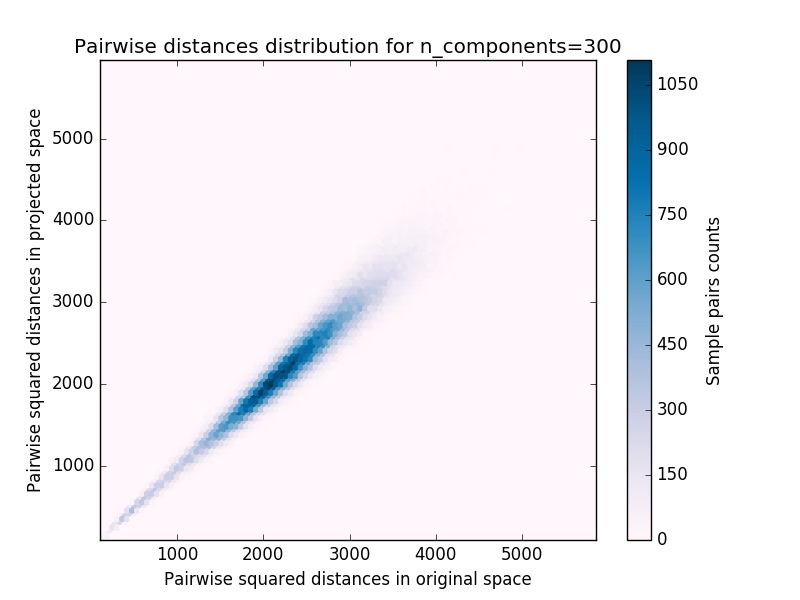 Pairwise distances distribution for n_components=300
Pairwise squared distances in projected space
5000
4000
3000
2000
1000
1000 2000 3000 4000 5000
Pairwise squared distances in original space
1050
900
750
600
450
300
150
0
Sample pairs counts